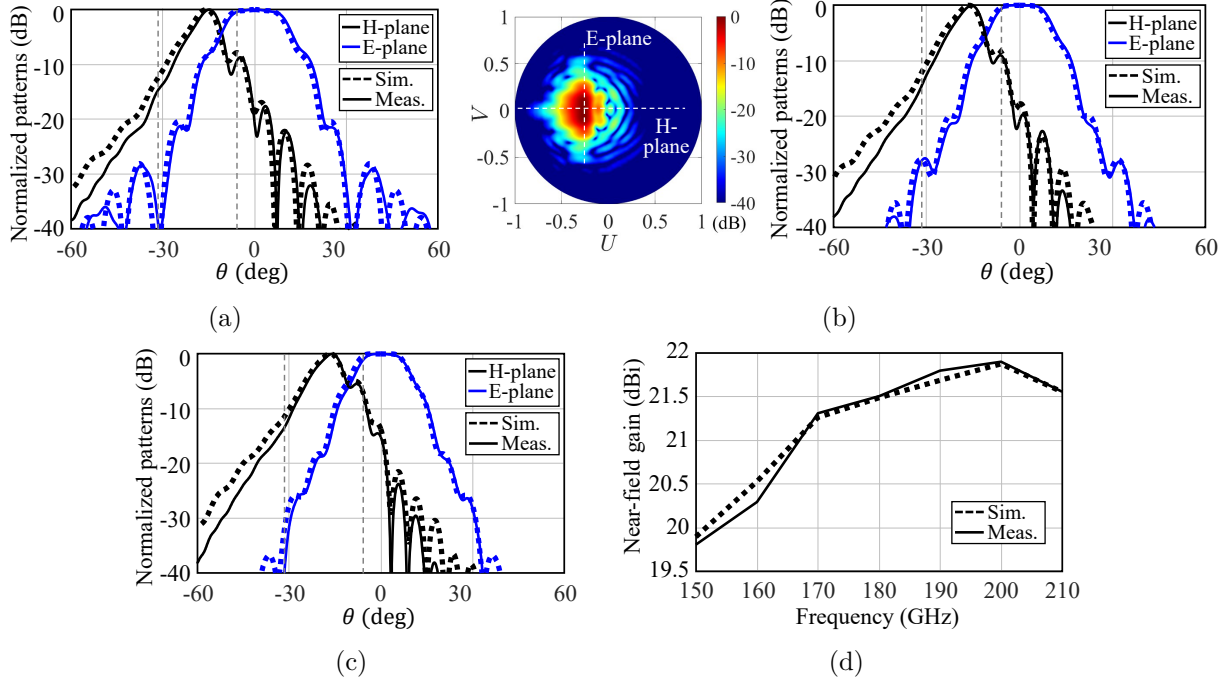 Normalized patterns (dB)
0
-10
-20
-30
-40
-60
-30
0
30
60
θ (deg)
H-plane
E-plane
Sim.
Meas.
(a)
V
1
0.5
0
-0.5
-1
-1
-0.5
0
0.5
1
U
E-plane
H-
plane
0
-10
-20
-30
-40
(dB)
Normalized patterns (dB)
0
-10
-20
-30
-40
-60
-30
0
30
60
θ (deg)
H-plane
E-plane
Sim.
Meas.
(b)
Normalized patterns (dB)
0
-10
-20
-30
-40
-60
-30
0
30
60
θ (deg)
H-plane
E-plane
Sim.
Meas.
(c)
Near-field gain (dBi)
22
21.5
21
20.5
20
19.5
150
160
170
180
190
200
210
Frequency (GHz)
Sim.
Meas.
(d)